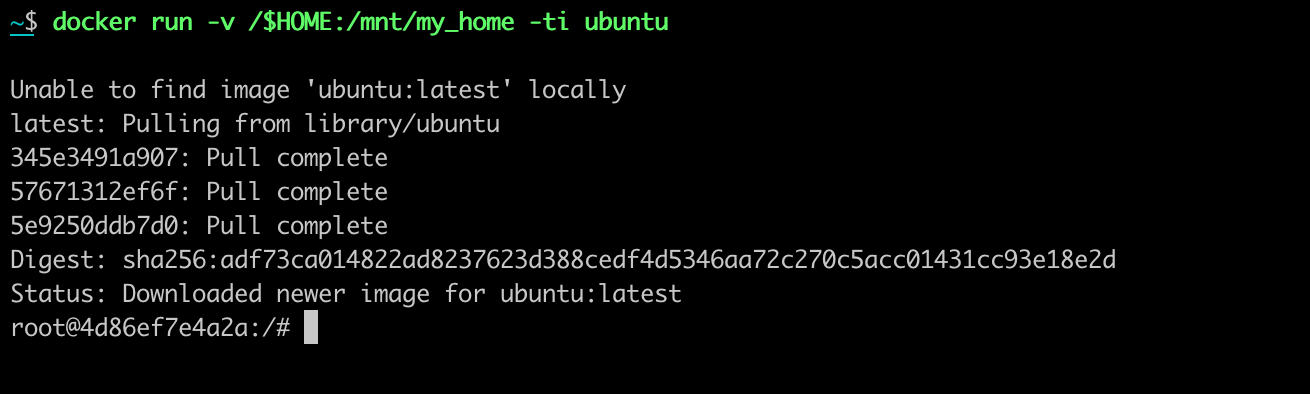 ~$ docker run -v /$HOME:/mnt/my_home -ti ubuntu
Unable to find image 'ubuntu:latest' locally
latest: Pulling from library/ubuntu
345e3491a907: Pull complete
57671312ef6f: Pull complete
5e9250ddb7d0: Pull complete
Digest: sha256:adf73ca014822ad8237623d388cedf4d5346aa72c270c5acc01431cc93e18e2d
Status: Downloaded newer image for ubuntu:latest
root@4d86ef7e4a2a:/#